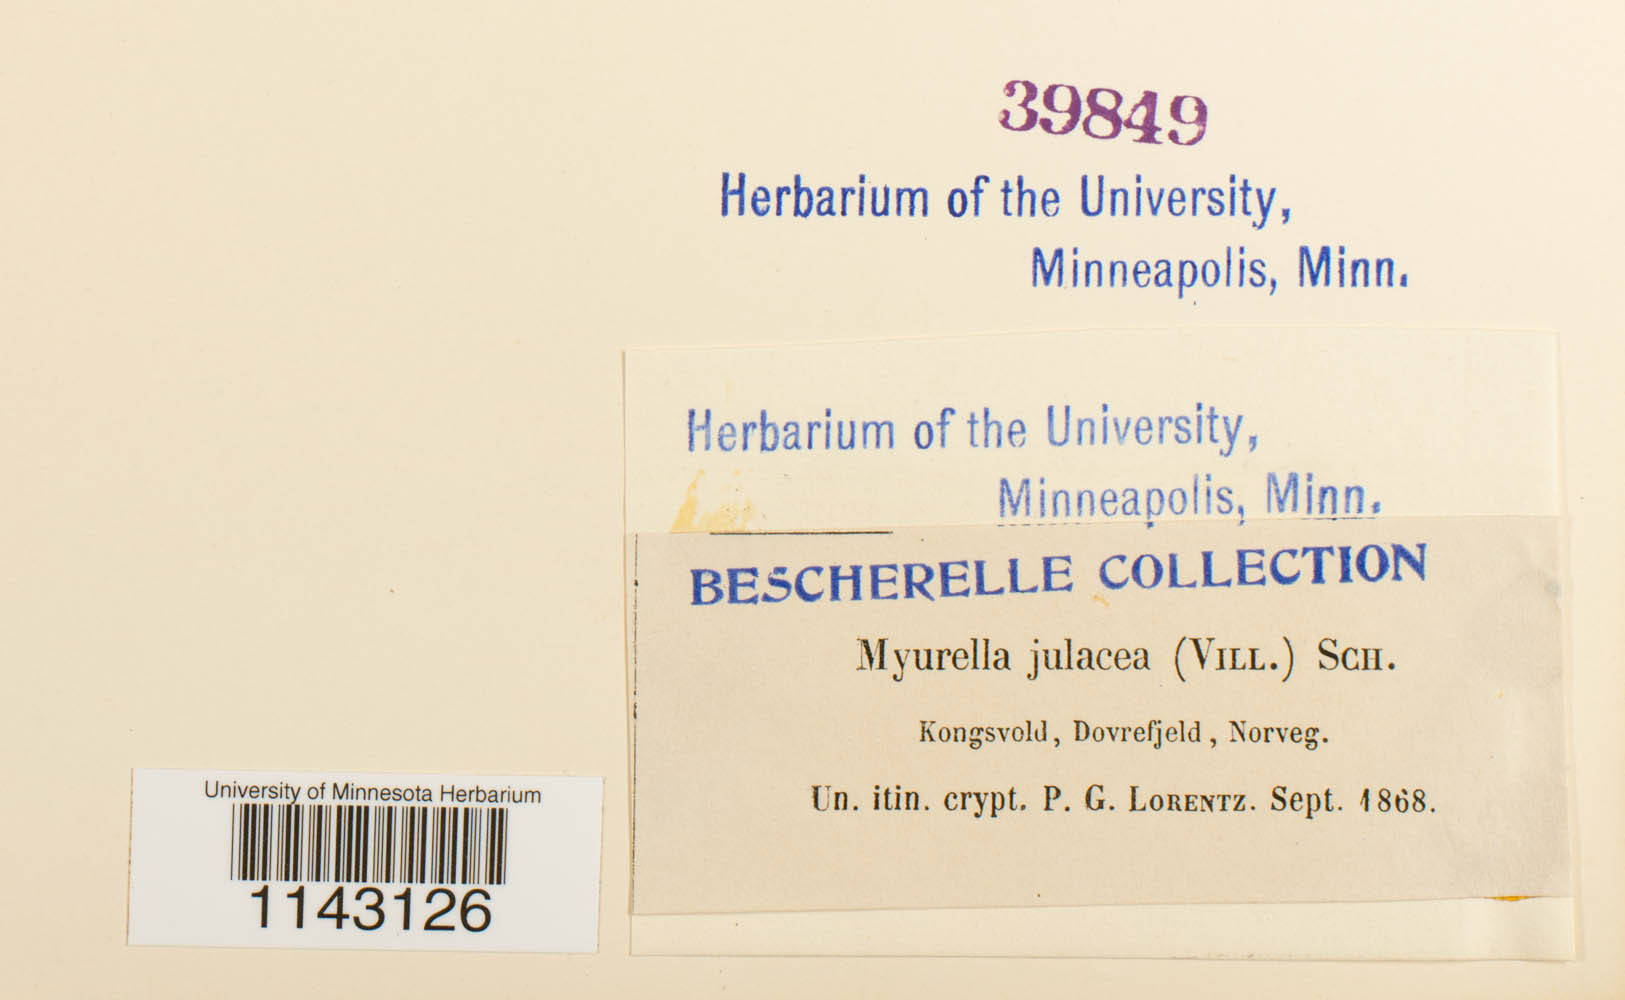 39849
Herbarium of the University,
Minneapolis, Minn.
Herbarium of the University,
Minneapolis, Minn.
BESCHERELLE COLLECTION
Myurella julacea (VILL.) SCH.
Kongsvold, Dovrefjeld, Norveg.
Un. itin. crypt. P. G. LORENTZ. Sept. 1868.
University of Minnesota Herbarium
1143126